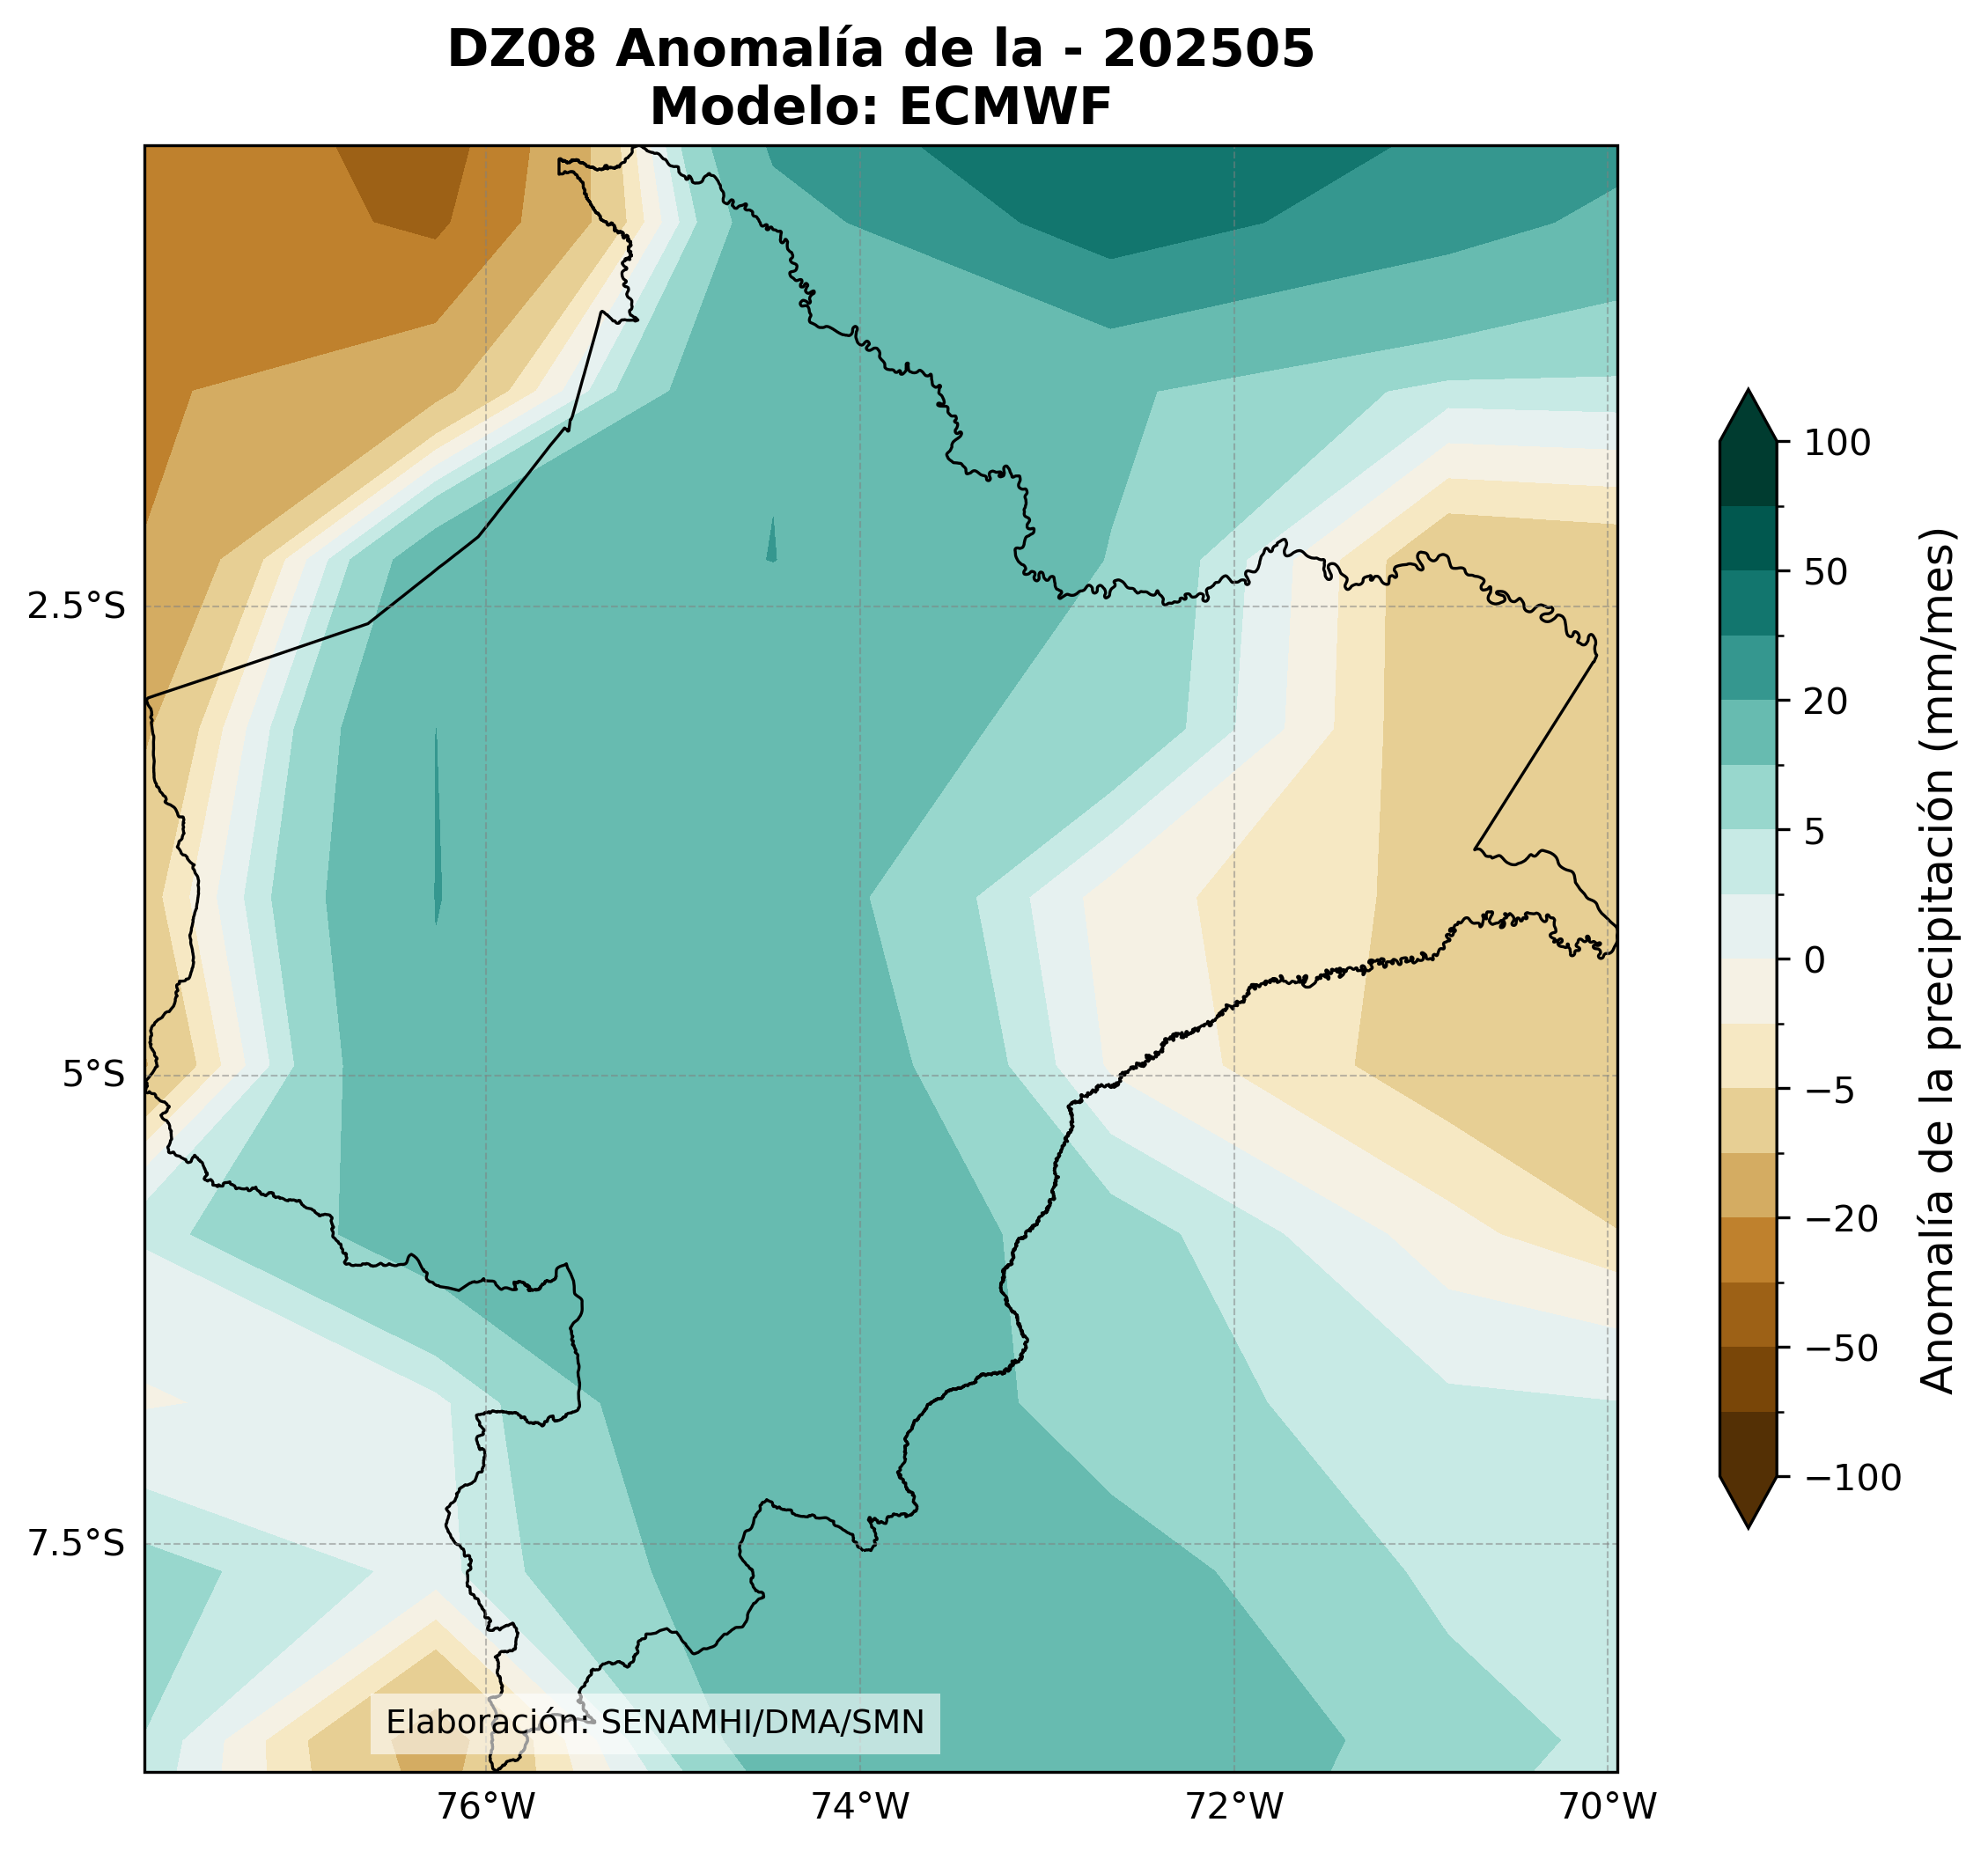 DZ08 Anomalía de la - 202505
Modelo: ECMWF
2.5°S
5°S
7.5°S
76°W
74°W
72°W
70°W
Elaboración: SENAMHI/DMA/SMN
100
50
20
5
0
−5
−20
−50
−100
Anomalía de la precipitación (mm/mes)